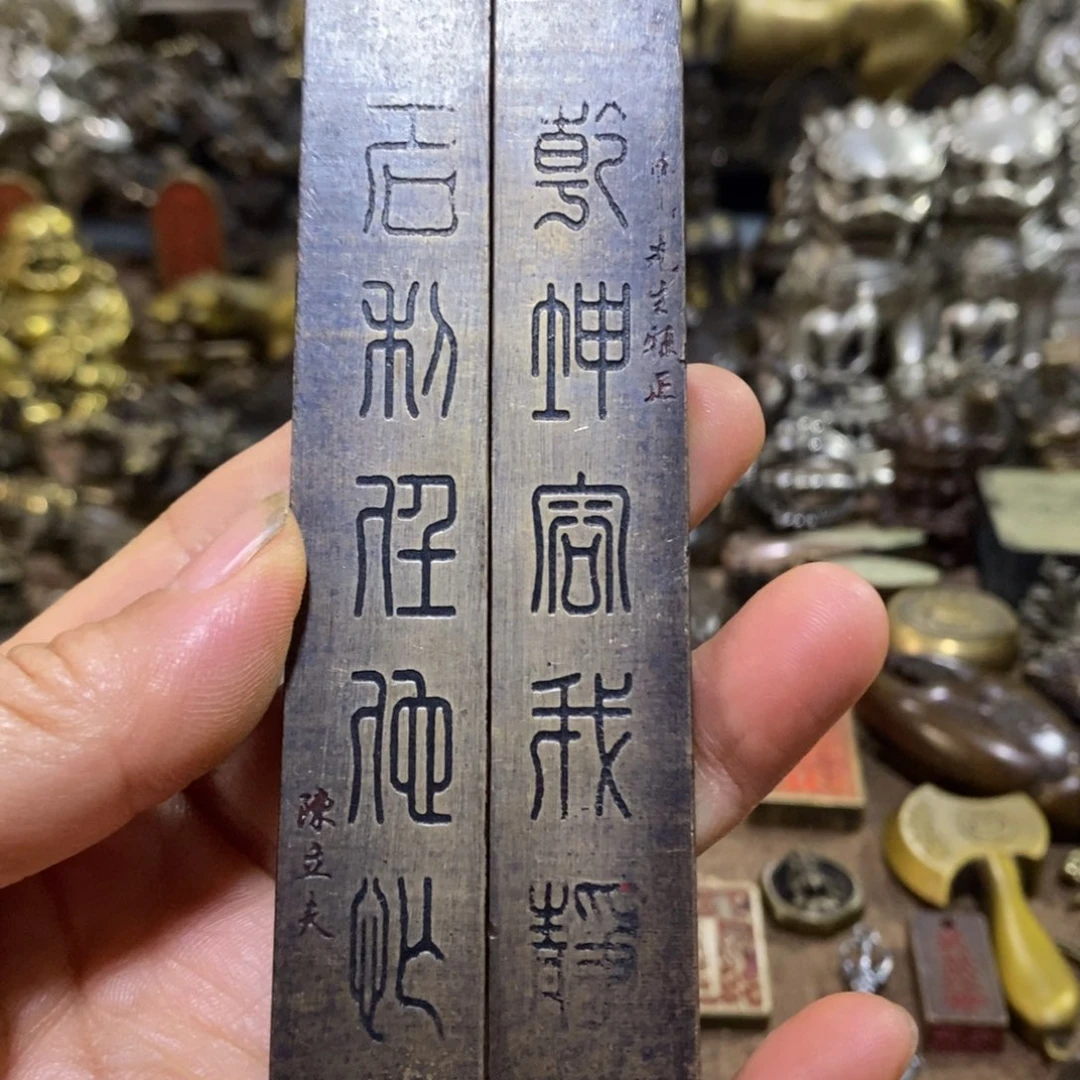 先生雅正
乾坤容我靜
名利任他忙
陳立夫